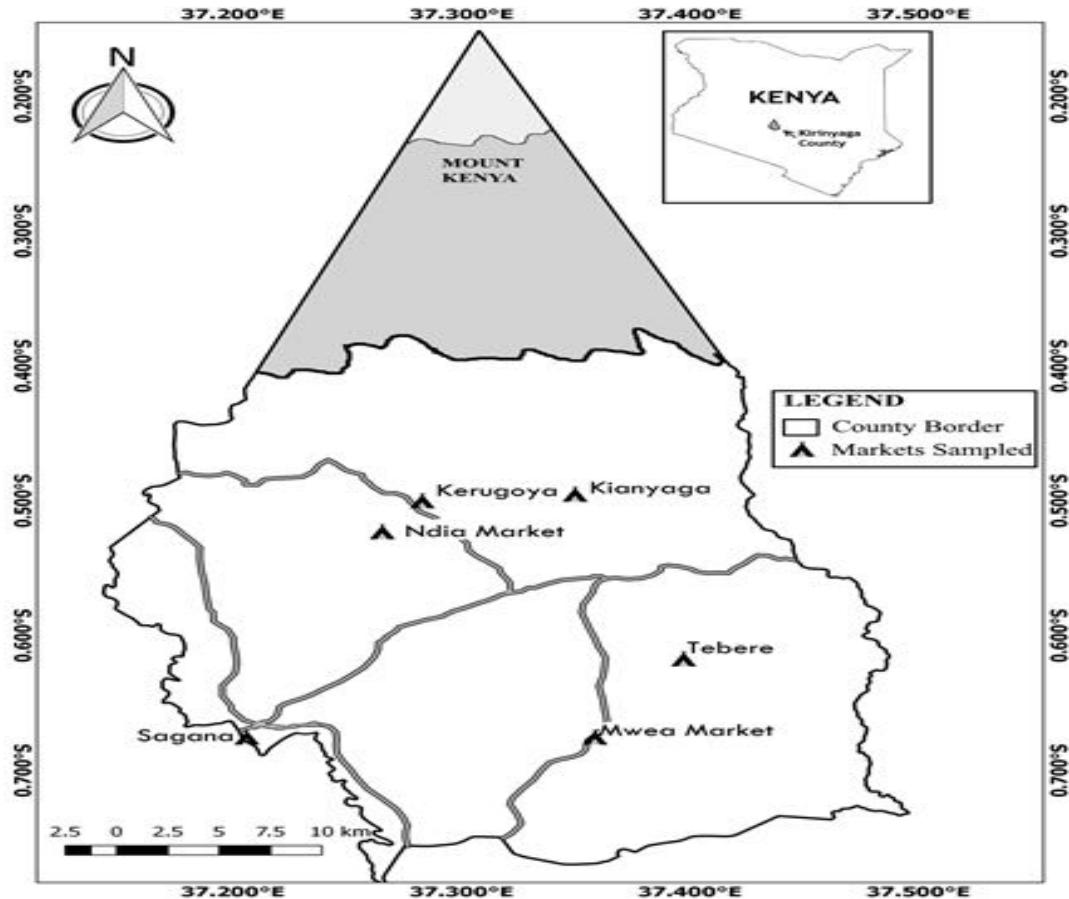 37.200°E 37.300°E 37.400°E 37.500°E
N
KENYA
Kirinyaga
County
0.200°S 0.200°S
MOUNT
KENYA
0.300°S 0.300°S
0.400°S 0.400°S
LEGEND
County Border
Markets Sampled
0.500°S 0.500°S
Kerugoya Kianyaga
Ndia Market
0.600°S 0.600°S
Tebere
Sagana Mwea Market
0.700°S 0.700°S
2.5 0 2.5 5 7.5 10 km
37.200°E 37.300°E 37.400°E 37.500°E